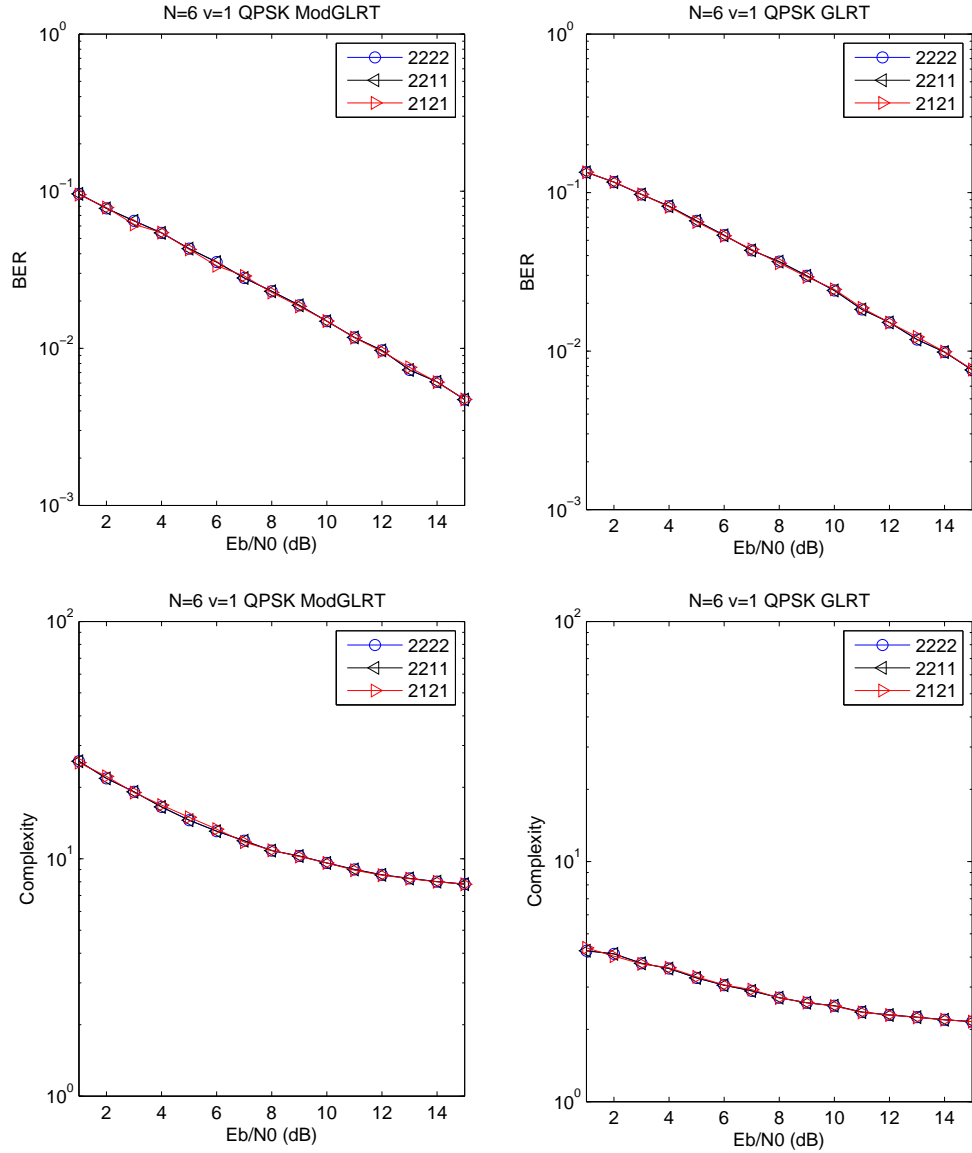 N=6 v=1 QPSK ModGLRT
10^0
10^-1
10^-2
10^-3
BER
2 4 6 8 10 12 14
Eb/N0 (dB)
2222
2211
2121
N=6 v=1 QPSK GLRT
10^0
10^-1
10^-2
10^-3
BER
2 4 6 8 10 12 14
Eb/N0 (dB)
2222
2211
2121
N=6 v=1 QPSK ModGLRT
10^2
10^1
10^0
Complexity
2 4 6 8 10 12 14
Eb/N0 (dB)
2222
2211
2121
N=6 v=1 QPSK GLRT
10^2
10^1
10^0
Complexity
2 4 6 8 10 12 14
Eb/N0 (dB)
2222
2211
2121